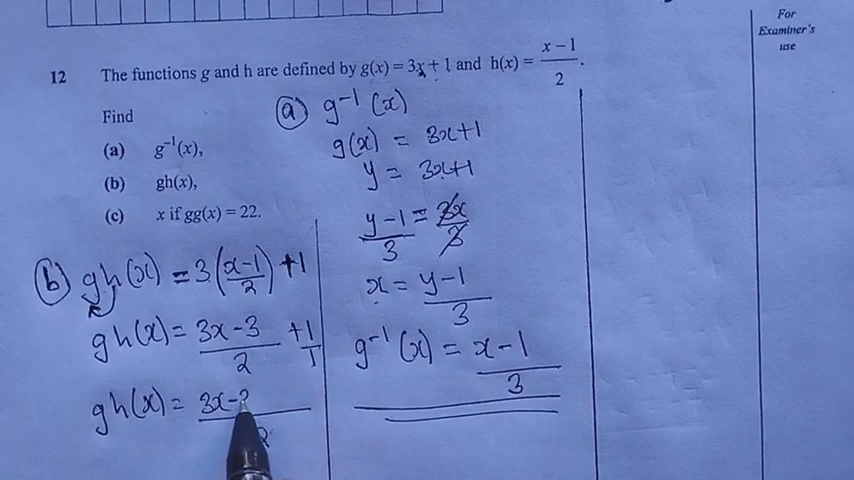 For
Examiner's
use
12 The functions g and h are defined by g(x) = 3x + 1 and h(x) = (x − 1)/2.
Find
(a) g⁻¹(x),
(b) gh(x),
(c) x if gg(x) = 22.
(a) g⁻¹(x)
g(x) = 3x+1
y = 3x+1
(y−1)/3 = 3x/3
x = (y−1)/3
g⁻¹(x) = (x−1)/3
(b) gh(x) = 3((x−1)/2) +1
gh(x) = (3x−3)/2 + 1/1
gh(x) = 3x−
2